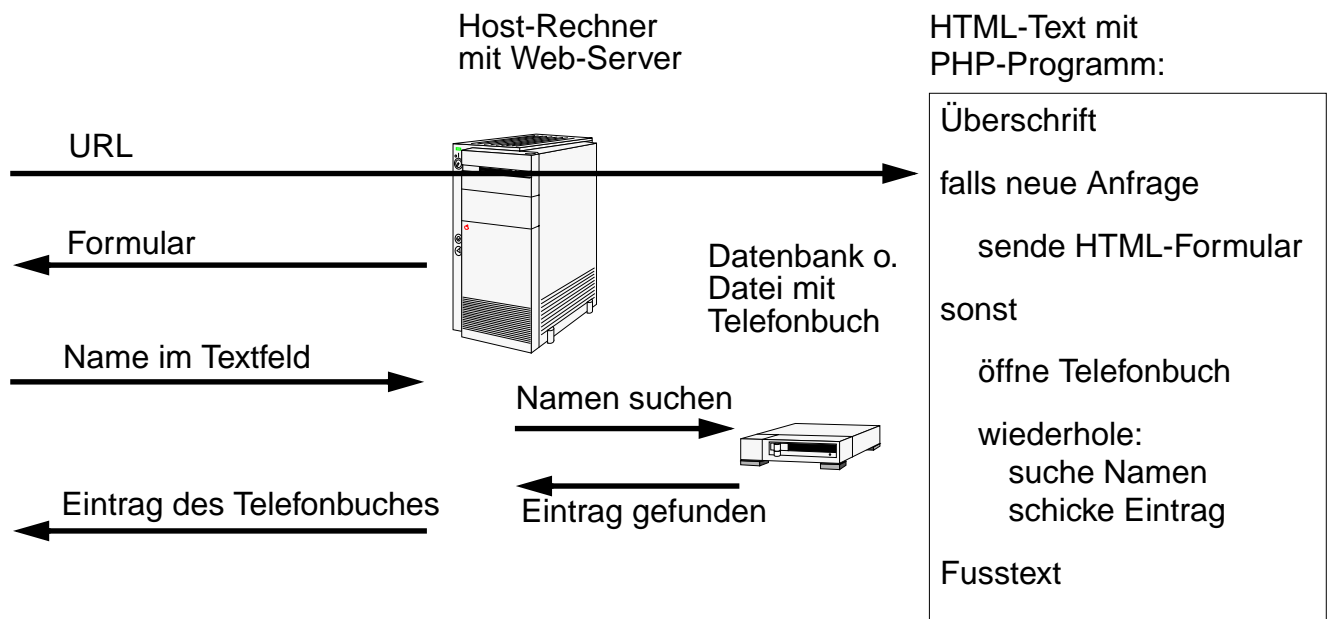 Host-Rechner
mit Web-Server
HTML-Text mit
PHP-Programm:
URL
Formular
Name im Textfeld
Eintrag des Telefonbuches
Datenbank o.
Datei mit
Telefonbuch
Namen suchen
Eintrag gefunden
Überschrift
falls neue Anfrage
sende HTML-Formular
sonst
öffne Telefonbuch
wiederhole:
suche Namen
schicke Eintrag
Fusstext